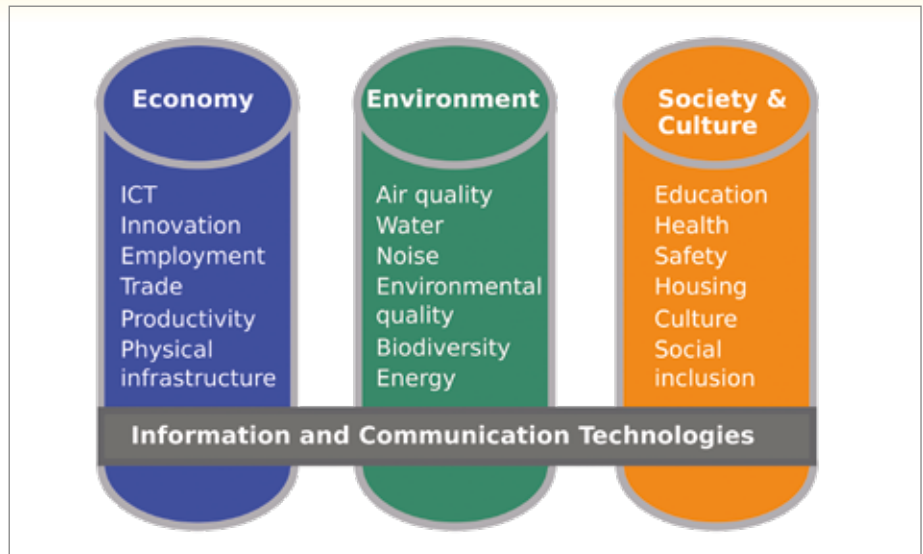 Economy
ICT
Innovation
Employment
Trade
Productivity
Physical
infrastructure
Environment
Air quality
Water
Noise
Environmental
quality
Biodiversity
Energy
Society &
Culture
Education
Health
Safety
Housing
Culture
Social
inclusion
Information and Communication Technologies